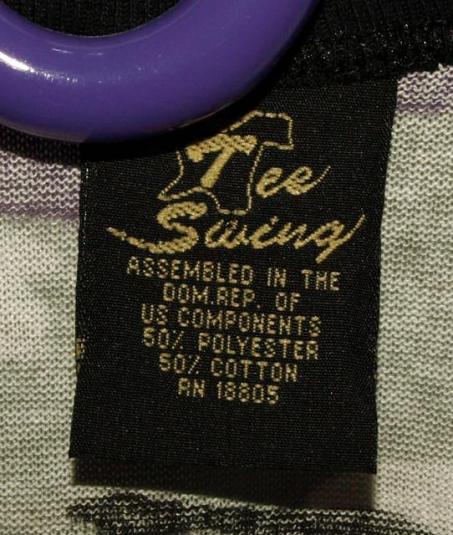 Tee
Swing
ASSEMBLED IN THE
DOM.REP. OF
US COMPONENTS
50% POLYESTER
50% COTTON
RN 18805